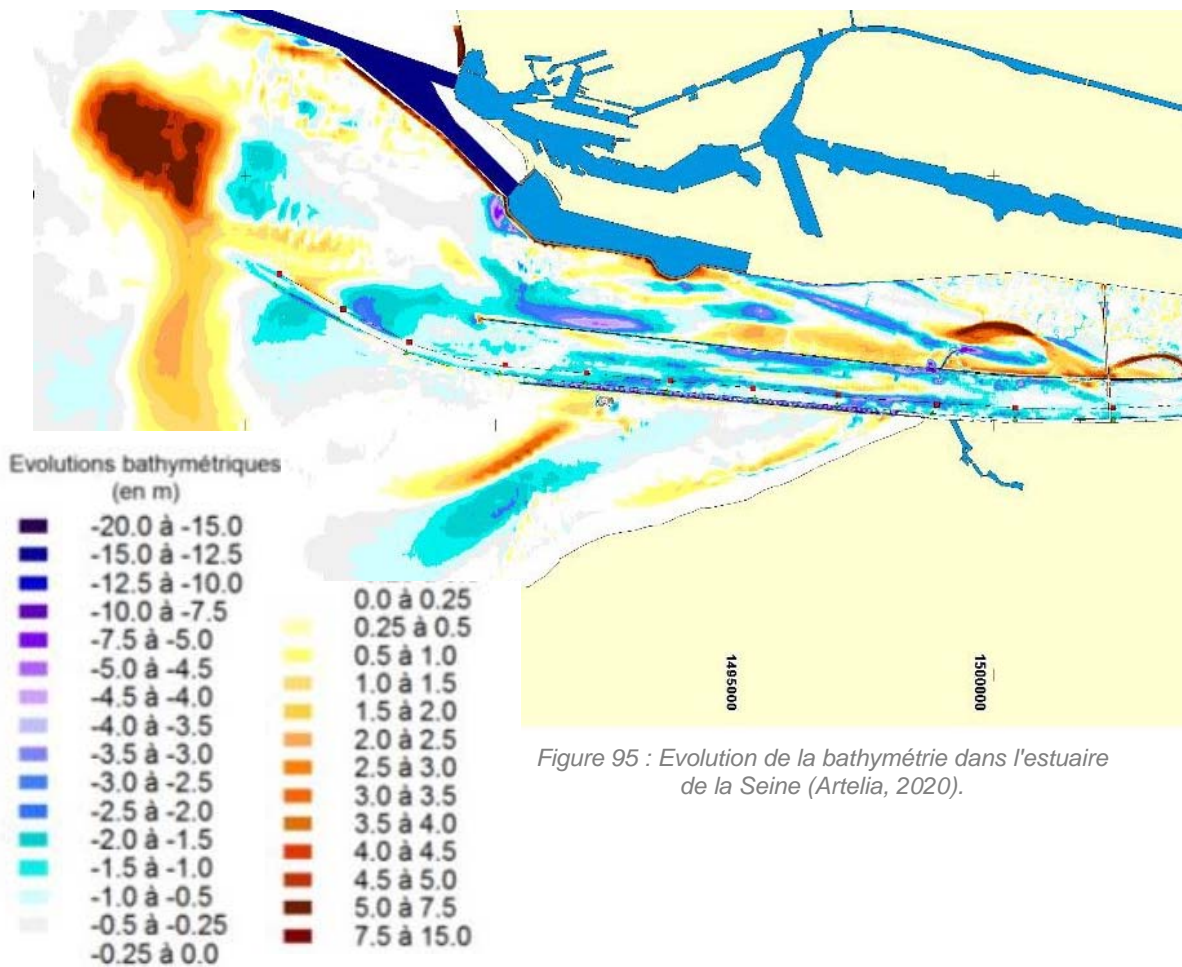 Evolutions bathymétriques
(en m)
-20.0 à -15.0
-15.0 à -12.5
-12.5 à -10.0
-10.0 à -7.5
-7.5 à -5.0
-5.0 à -4.5
-4.5 à -4.0
-4.0 à -3.5
-3.5 à -3.0
-3.0 à -2.5
-2.5 à -2.0
-2.0 à -1.5
-1.5 à -1.0
-1.0 à -0.5
-0.5 à -0.25
-0.25 à 0.0
0.0 à 0.25
0.25 à 0.5
0.5 à 1.0
1.0 à 1.5
1.5 à 2.0
2.0 à 2.5
2.5 à 3.0
3.0 à 3.5
3.5 à 4.0
4.0 à 4.5
4.5 à 5.0
5.0 à 7.5
7.5 à 15.0
1495000
1500000
Figure 95 : Evolution de la bathymétrie dans l'estuaire
de la Seine (Artelia, 2020).